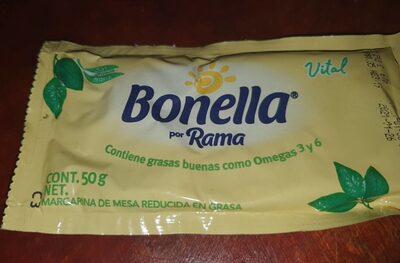 Vital
Bonella®
por Rama
Contiene grasas buenas como Omegas 3 y 6
CONT. 50g
NET.
MARGARINA DE MESA REDUCIDA EN GRASA